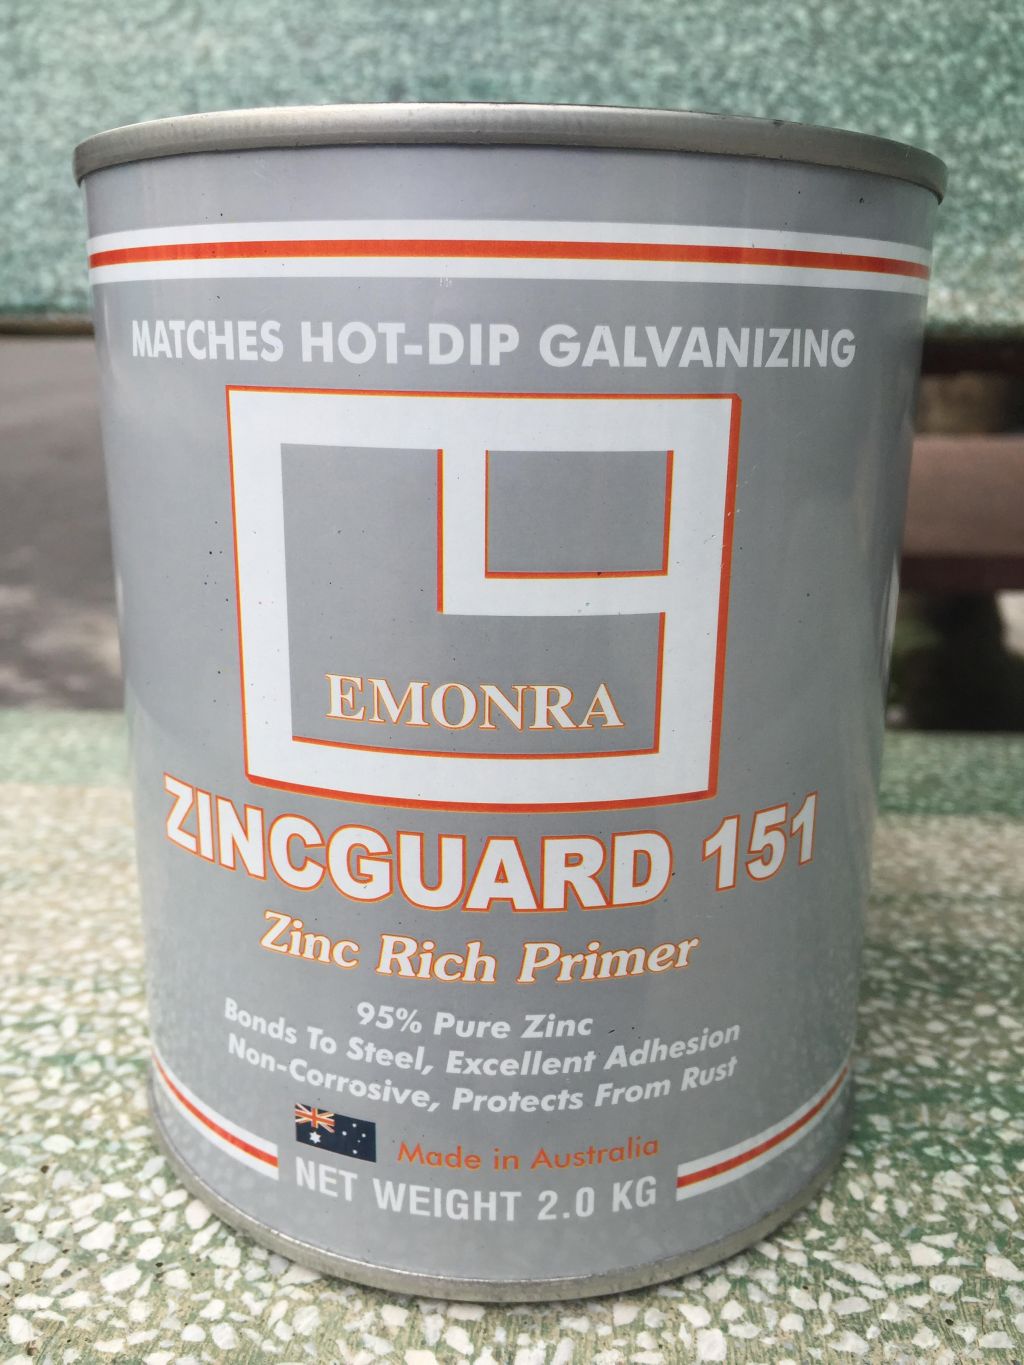 MATCHES HOT-DIP GALVANIZING
EMONRA
ZINCGUARD 151
Zinc Rich Primer
95% Pure Zinc
Bonds To Steel, Excellent Adhesion
Non-Corrosive, Protects From Rust
Made in Australia
NET WEIGHT 2.0 KG